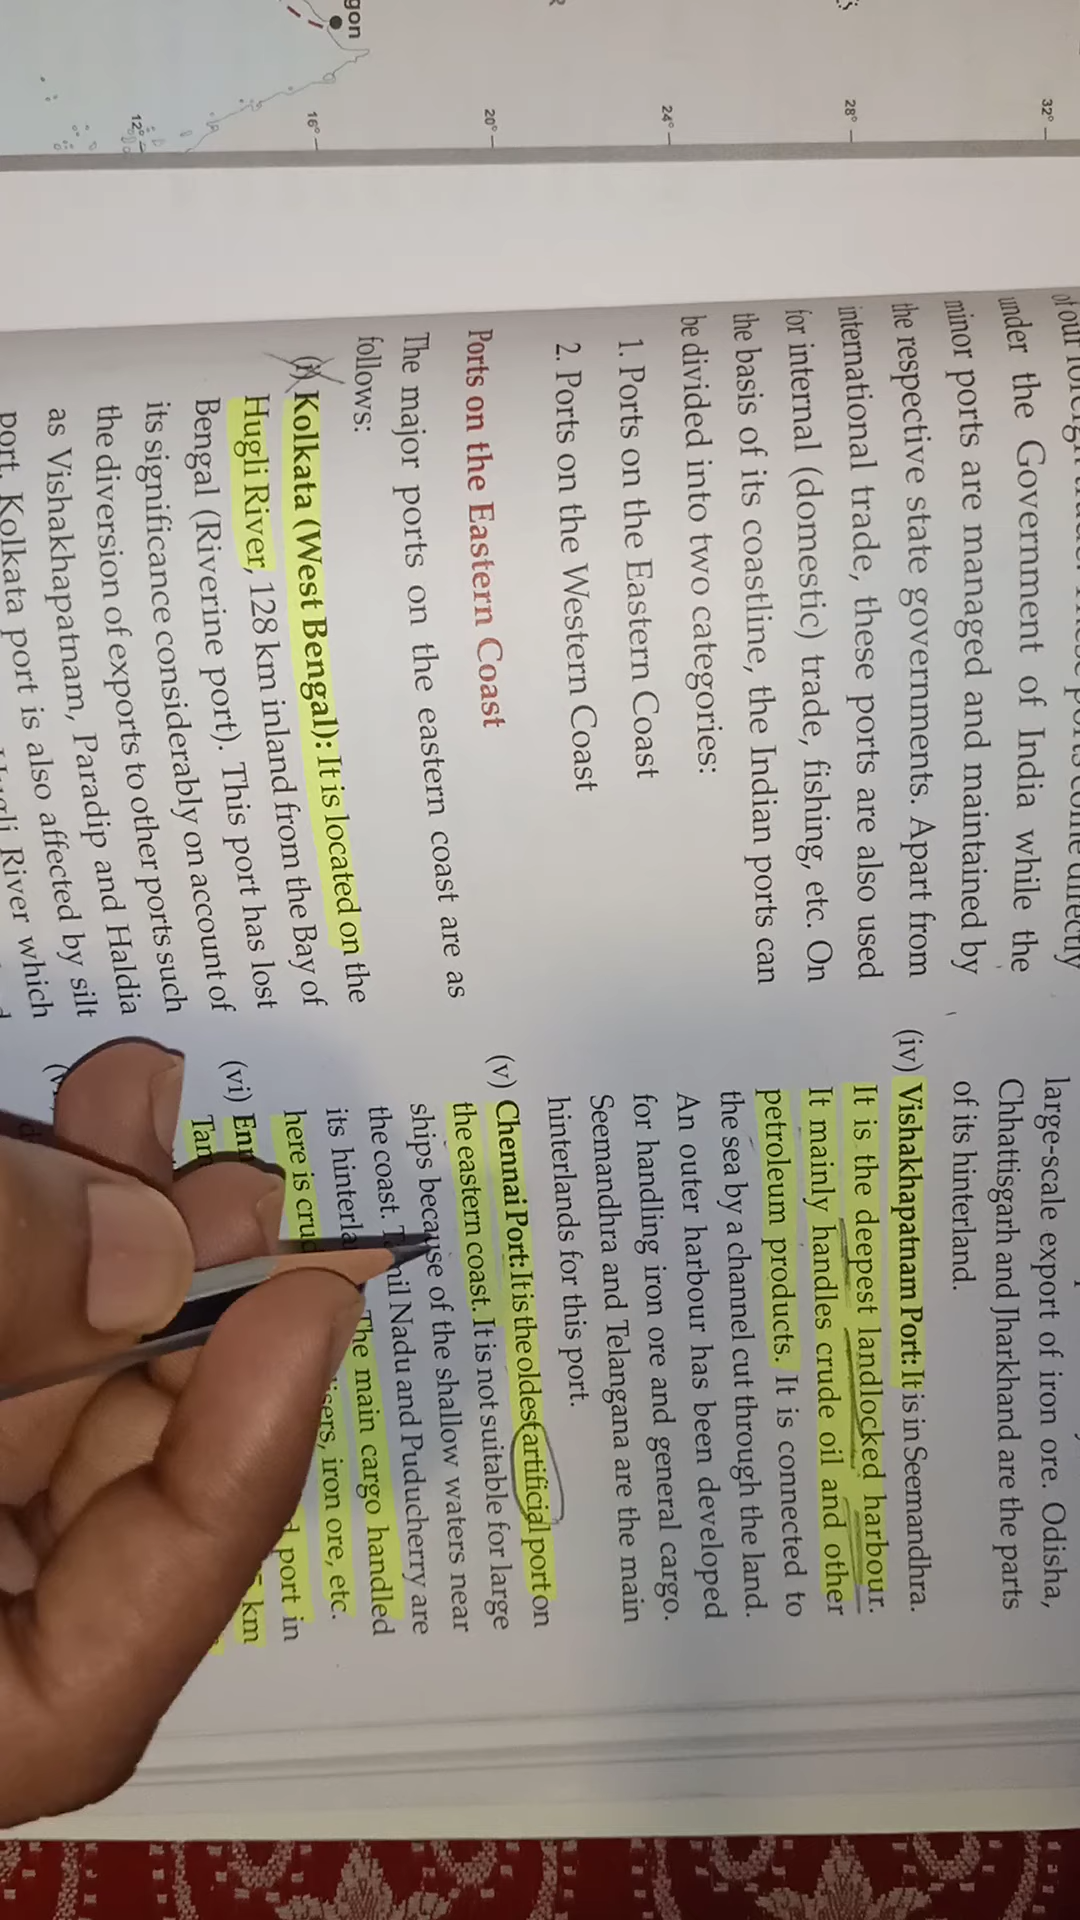 gon
12°
16°
20°
24°
28°
32°
under the Government of India while the
minor ports are managed and maintained by
the respective state governments. Apart from
international trade, these ports are also used
for internal (domestic) trade, fishing, etc. On
the basis of its coastline, the Indian ports can
be divided into two categories:
1. Ports on the Eastern Coast
2. Ports on the Western Coast
Ports on the Eastern Coast
The major ports on the eastern coast are as
follows:
(i) Kolkata (West Bengal): It is located on the
Hugli River, 128 km inland from the Bay of
Bengal (Riverine port). This port has lost
its significance considerably on account of
the diversion of exports to other ports such
as Vishakhapatnam, Paradip and Haldia
port. Kolkata port is also affected by silt
River which
large-scale export of iron ore. Odisha,
Chhattisgarh and Jharkhand are the parts
of its hinterland.
(iv) Vishakhapatnam Port: It is in Seemandhra.
It is the deepest landlocked harbour.
It mainly handles crude oil and other
petroleum products. It is connected to
the sea by a channel cut through the land.
An outer harbour has been developed
for handling iron ore and general cargo.
Seemandhra and Telangana are the main
hinterlands for this port.
(v) Chennai Port: It is the oldest artificial port on
the eastern coast. It is not suitable for large
ships because of the shallow waters near
the coast. Tamil Nadu and Puducherry are
its The main cargo handled
here is iron ore, etc.
(vi) port in
km